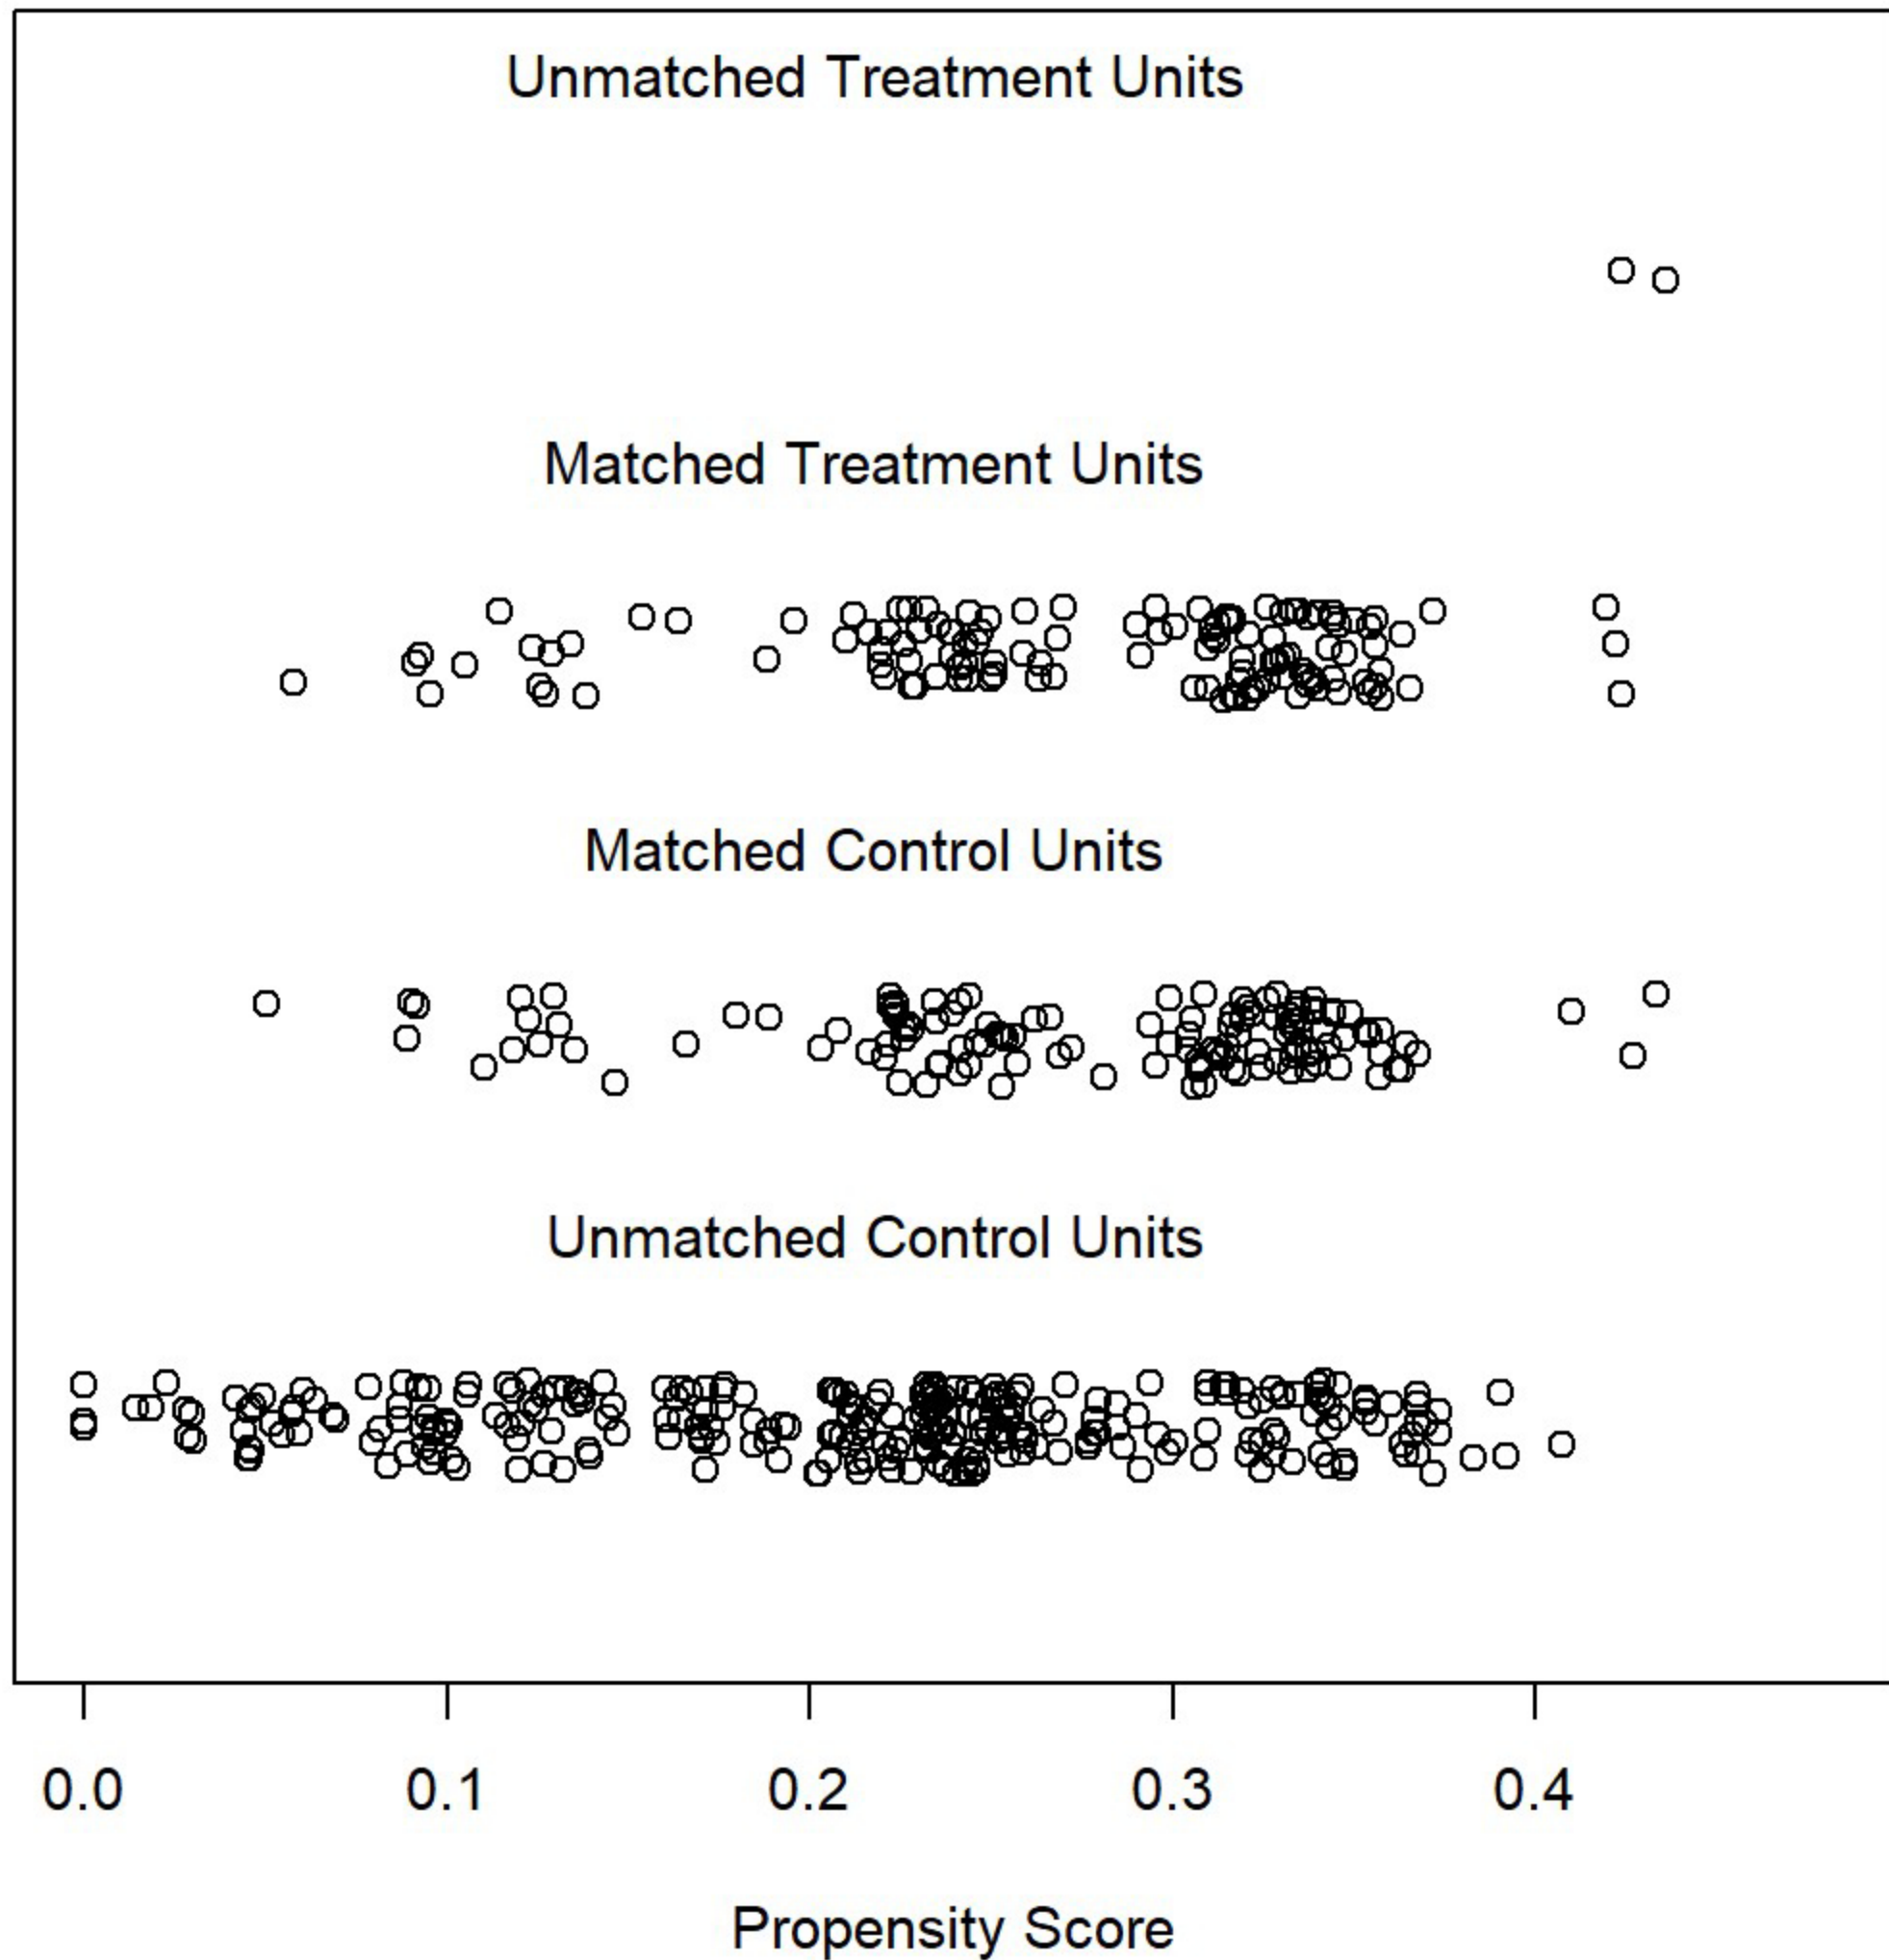 Unmatched Treatment Units
Matched Treatment Units
Matched Control Units
Unmatched Control Units
0.0 0.1 0.2 0.3 0.4
Propensity Score